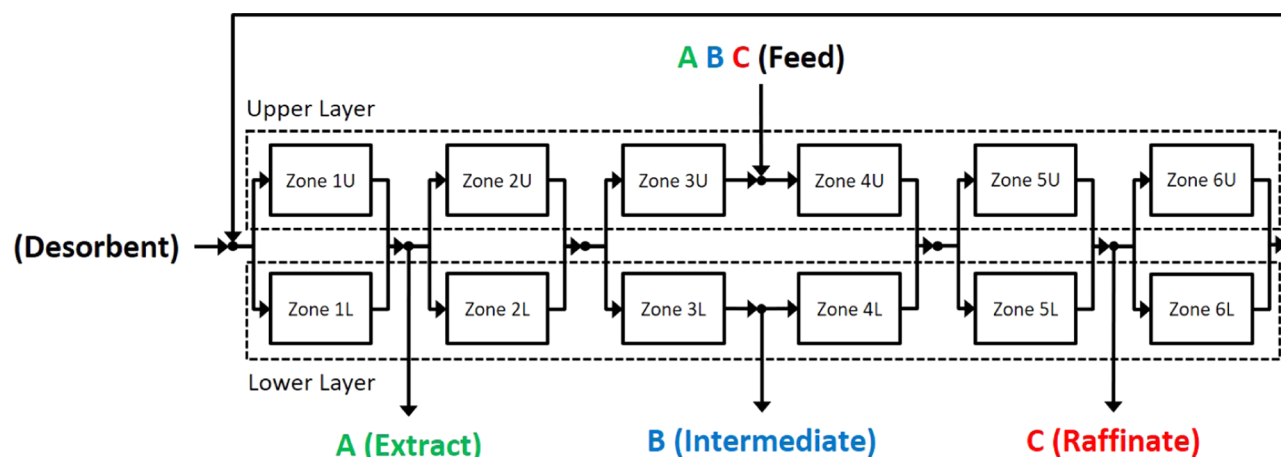 A B C (Feed)
Upper Layer
Zone 1U
Zone 2U
Zone 3U
Zone 4U
Zone 5U
Zone 6U
(Desorbent)
Zone 1L
Zone 2L
Zone 3L
Zone 4L
Zone 5L
Zone 6L
Lower Layer
A (Extract)
B (Intermediate)
C (Raffinate)